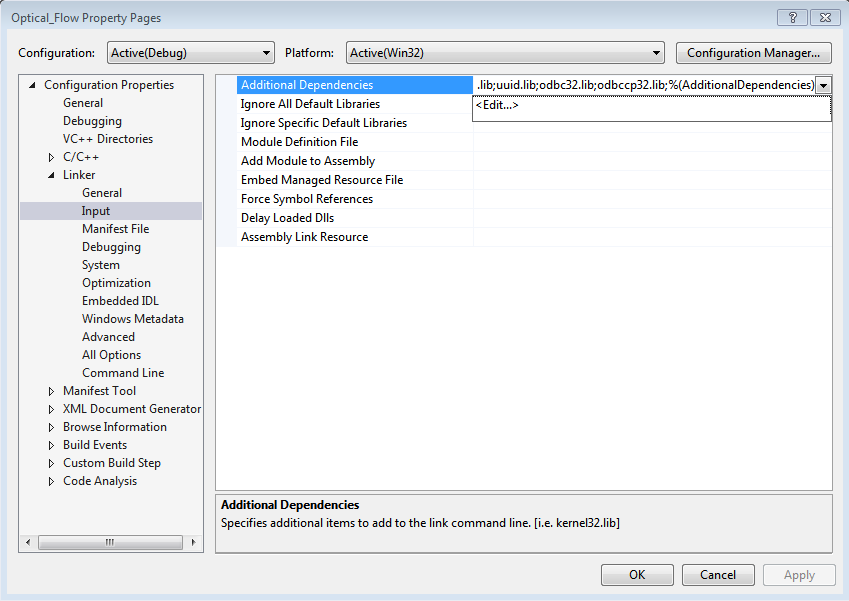 Optical_Flow Property Pages
Configuration: Active(Debug) Platform: Active(Win32) Configuration Manager...
Configuration Properties
General
Debugging
VC++ Directories
C/C++
Linker
General
Input
Manifest File
Debugging
System
Optimization
Embedded IDL
Windows Metadata
Advanced
All Options
Command Line
Manifest Tool
XML Document Generator
Browse Information
Build Events
Custom Build Step
Code Analysis
Additional Dependencies .lib;uuid.lib;odbc32.lib;odbccp32.lib;%(AdditionalDependencies)
Ignore All Default Libraries <Edit...>
Ignore Specific Default Libraries
Module Definition File
Add Module to Assembly
Embed Managed Resource File
Force Symbol References
Delay Loaded Dlls
Assembly Link Resource
Additional Dependencies
Specifies additional items to add to the link command line. [i.e. kernel32.lib]
OK Cancel Apply